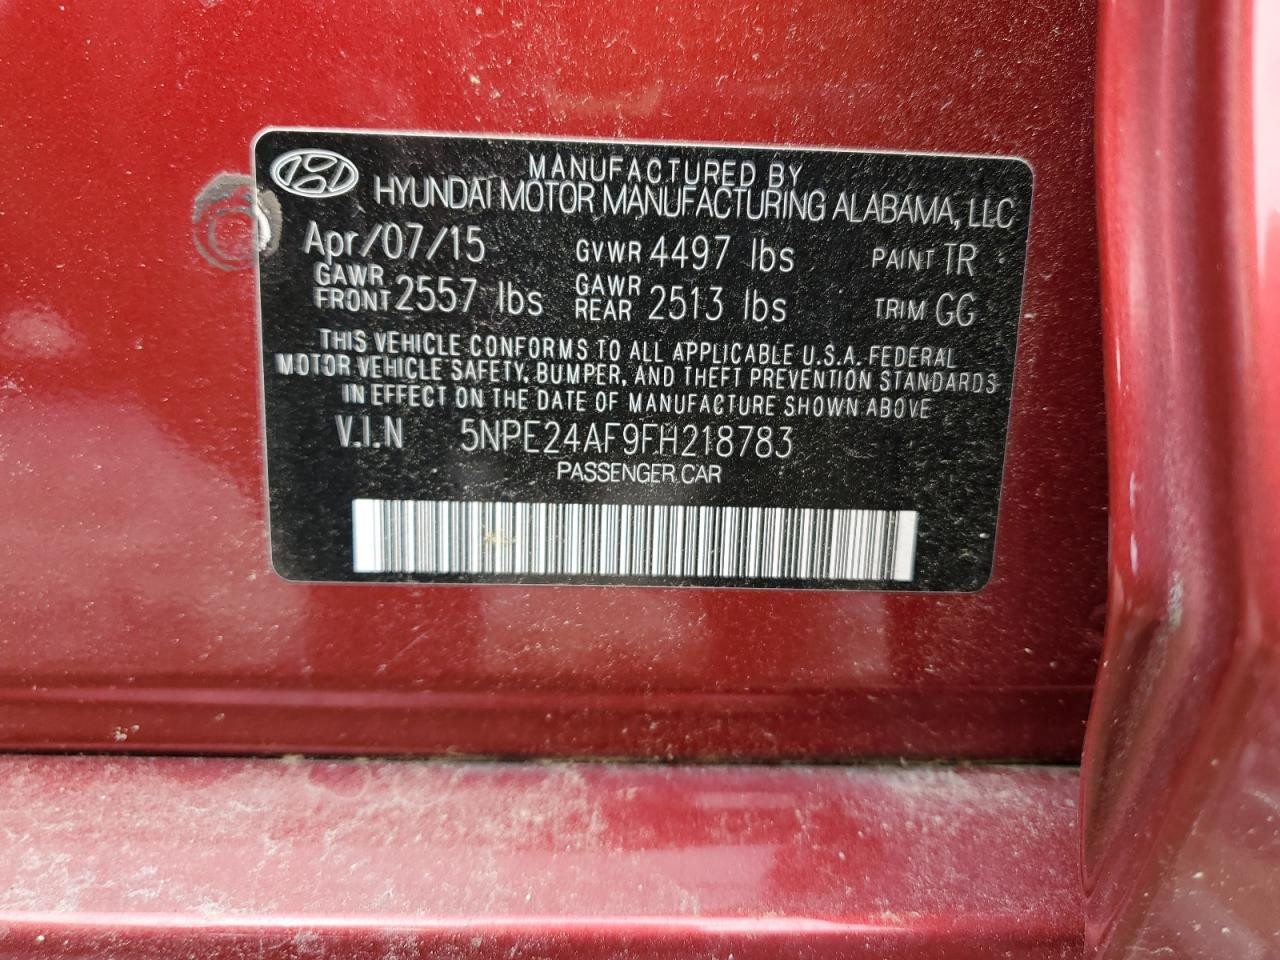 MANUFACTURED BY
HYUNDAI MOTOR MANUFACTURING ALABAMA, LLC
Apr/07/15 GVWR 4497 lbs PAINT TR
GAWR FRONT 2557 lbs GAWR REAR 2513 lbs TRIM GG
THIS VEHICLE CONFORMS TO ALL APPLICABLE U.S.A. FEDERAL
MOTOR VEHICLE SAFETY, BUMPER, AND THEFT PREVENTION STANDARDS
IN EFFECT ON THE DATE OF MANUFACTURE SHOWN ABOVE
V.I.N 5NPE24AF9FH218783
PASSENGER CAR